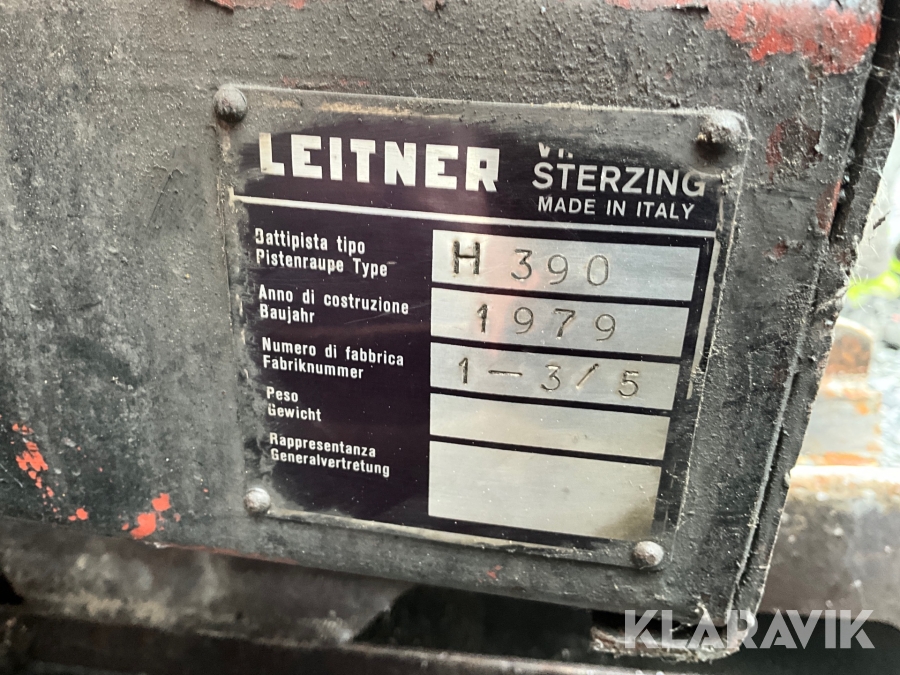 LEITNER
STERZING
MADE IN ITALY
Battipista tipo
Pistenraupe Type
H 390
Anno di costruzione
Baujahr
1979
Numero di fabbrica
Fabriknummer
1-3/5
Peso
Gewicht
Rappresentanza
Generalvertretung
KLARAVIK